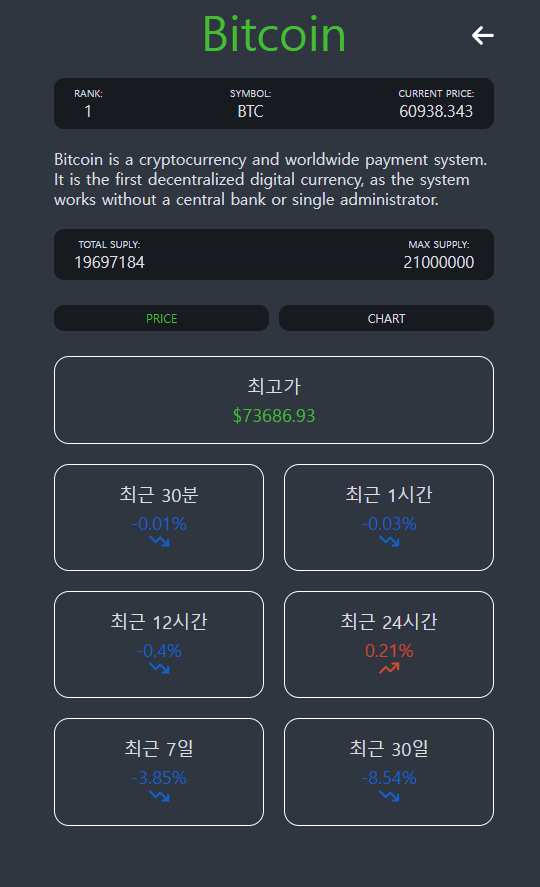 Bitcoin
RANK: SYMBOL: CURRENT PRICE:
1 BTC 60938.343
Bitcoin is a cryptocurrency and worldwide payment system.
It is the first decentralized digital currency, as the system
works without a central bank or single administrator.
TOTAL SUPLY: MAX SUPPLY:
19697184 21000000
PRICE CHART
최고가
$73686.93
최근 30분 최근 1시간
-0.01% -0.03%
최근 12시간 최근 24시간
-0.4% 0.21%
최근 7일 최근 30일
-3.85% -8.54%